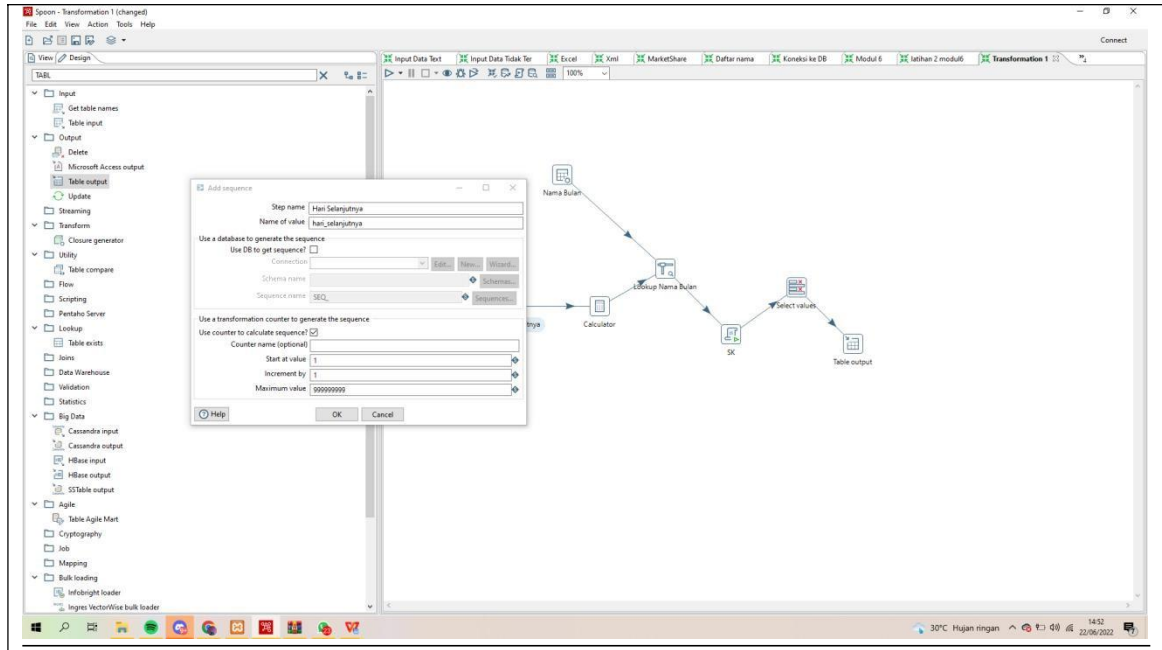 Spoon - Transformation 1 (changed)
File Edit View Action Tools Help
Connect
View Design
Input Data Text Input Data Tidak Ter Excel Xml MarketShare Daftar nama Koneksi ke DB Modul 6 latihan 2 modul6 Transformation 1
TABL
100%
Input
Get table names
Table input
Output
Delete
Microsoft Access output
Table output
Update
Streaming
Transform
Closure generator
Utility
Table compare
Flow
Scripting
Pentaho Server
Lookup
Table exists
Joins
Data Warehouse
Validation
Statistics
Big Data
Cassandra input
Cassandra output
HBase input
HBase output
SSTable output
Agile
Table Agile Mart
Cryptography
Job
Mapping
Bulk loading
Infobright loader
Ingres VectorWise bulk loader
Add sequence
Step name Hari Selanjutnya
Name of value hari_selanjutnya
Use a database to generate the sequence
Use DB to get sequence?
Connection Edit... New... Wizard...
Schema name Schemas...
Sequence name SEQ_ Sequences...
Use a transformation counter to generate the sequence
Use counter to calculate sequence?
Counter name (optional)
Start at value 1
Increment by 1
Maximum value 999999999
Help OK Cancel
Nama Bulan
Lookup Nama Bulan
tnya
Calculator
Select values
SK
Table output
30°C Hujan ringan
14:52
22/06/2022